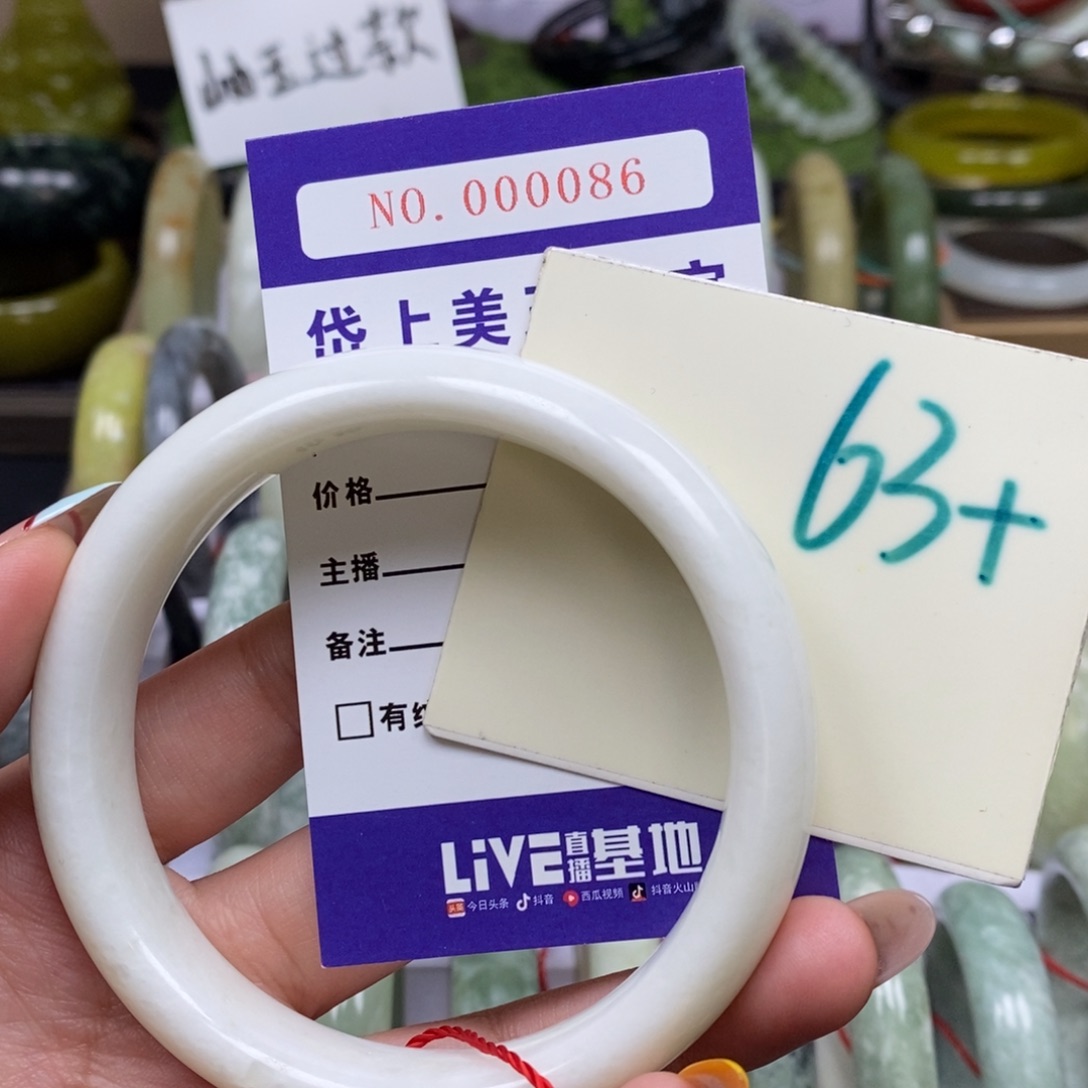 岫玉过款
NO. 000086
岱上美
63+
价格
主播
备注
□有
LiVE直播基地
今日头条 抖音 西瓜视频 抖音火山